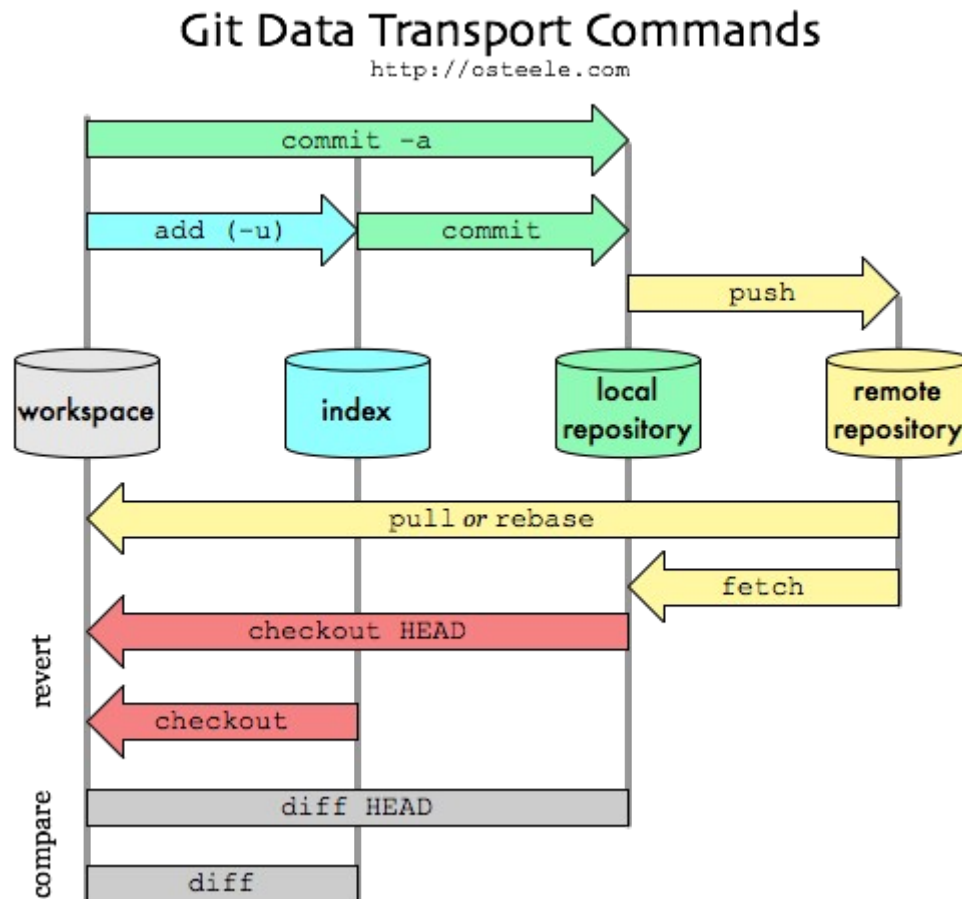 Git Data Transport Commands
http://osteele.com
commit -a
add (-u)
commit
push
workspace
index
local
repository
remote
repository
pull or rebase
fetch
checkout HEAD
revert
checkout
diff HEAD
compare
diff